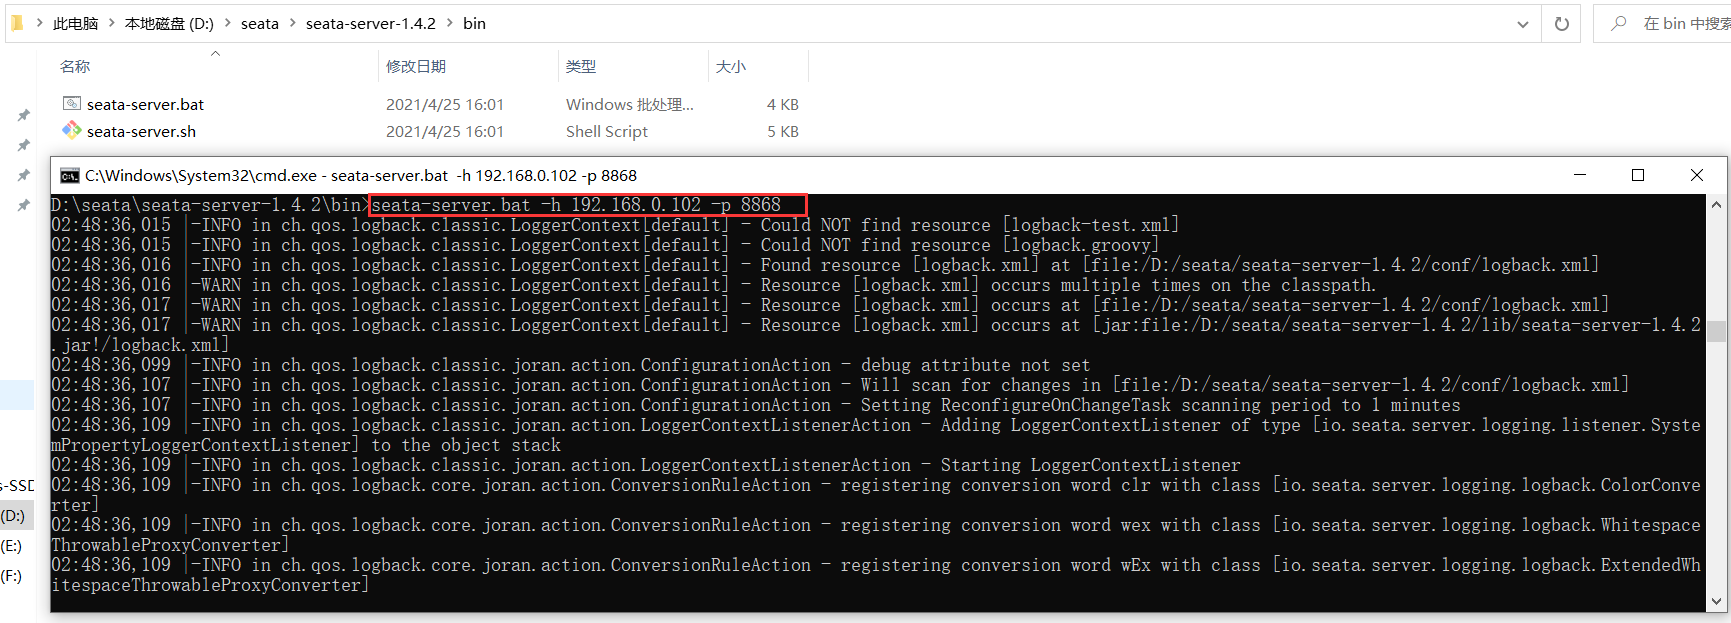 此电脑 > 本地磁盘 (D:) > seata > seata-server-1.4.2 > bin
在 bin 中搜索
名称 修改日期 类型 大小
seata-server.bat 2021/4/25 16:01 Windows 批处理... 4 KB
seata-server.sh 2021/4/25 16:01 Shell Script 5 KB
C:\Windows\System32\cmd.exe - seata-server.bat  -h 192.168.0.102 -p 8868
D:\seata\seata-server-1.4.2\bin>seata-server.bat -h 192.168.0.102 -p 8868
02:48:36,015 |-INFO in ch.qos.logback.classic.LoggerContext[default] - Could NOT find resource [logback-test.xml]
02:48:36,015 |-INFO in ch.qos.logback.classic.LoggerContext[default] - Could NOT find resource [logback.groovy]
02:48:36,016 |-INFO in ch.qos.logback.classic.LoggerContext[default] - Found resource [logback.xml] at [file:/D:/seata/seata-server-1.4.2/conf/logback.xml]
02:48:36,016 |-WARN in ch.qos.logback.classic.LoggerContext[default] - Resource [logback.xml] occurs multiple times on the classpath.
02:48:36,017 |-WARN in ch.qos.logback.classic.LoggerContext[default] - Resource [logback.xml] occurs at [file:/D:/seata/seata-server-1.4.2/conf/logback.xml]
02:48:36,017 |-WARN in ch.qos.logback.classic.LoggerContext[default] - Resource [logback.xml] occurs at [jar:file:/D:/seata/seata-server-1.4.2/lib/seata-server-1.4.2
.jar!/logback.xml]
02:48:36,099 |-INFO in ch.qos.logback.classic.joran.action.ConfigurationAction - debug attribute not set
02:48:36,107 |-INFO in ch.qos.logback.classic.joran.action.ConfigurationAction - Will scan for changes in [file:/D:/seata/seata-server-1.4.2/conf/logback.xml]
02:48:36,107 |-INFO in ch.qos.logback.classic.joran.action.ConfigurationAction - Setting ReconfigureOnChangeTask scanning period to 1 minutes
02:48:36,109 |-INFO in ch.qos.logback.classic.joran.action.LoggerContextListenerAction - Adding LoggerContextListener of type [io.seata.server.logging.listener.Syste
mPropertyLoggerContextListener] to the object stack
02:48:36,109 |-INFO in ch.qos.logback.classic.joran.action.LoggerContextListenerAction - Starting LoggerContextListener
02:48:36,109 |-INFO in ch.qos.logback.core.joran.action.ConversionRuleAction - registering conversion word clr with class [io.seata.server.logging.logback.ColorConve
rter]
02:48:36,109 |-INFO in ch.qos.logback.core.joran.action.ConversionRuleAction - registering conversion word wex with class [io.seata.server.logging.logback.Whitespace
ThrowableProxyConverter]
02:48:36,109 |-INFO in ch.qos.logback.core.joran.action.ConversionRuleAction - registering conversion word wEx with class [io.seata.server.logging.logback.ExtendedWh
itespaceThrowableProxyConverter]
s-SSD
(D:)
(E:)
(F:)